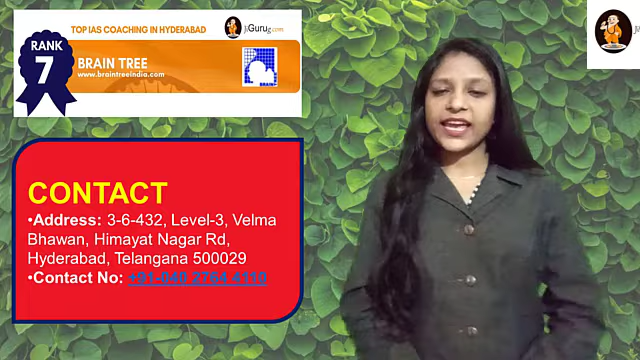 TOP IAS COACHING IN HYDERABAD
RANK
7
BRAIN TREE
www.braintreeindia.com
CONTACT
•Address: 3-6-432, Level-3, Velma
Bhawan, Himayat Nagar Rd,
Hyderabad, Telangana 500029
•Contact No: +91-040 2764 4110